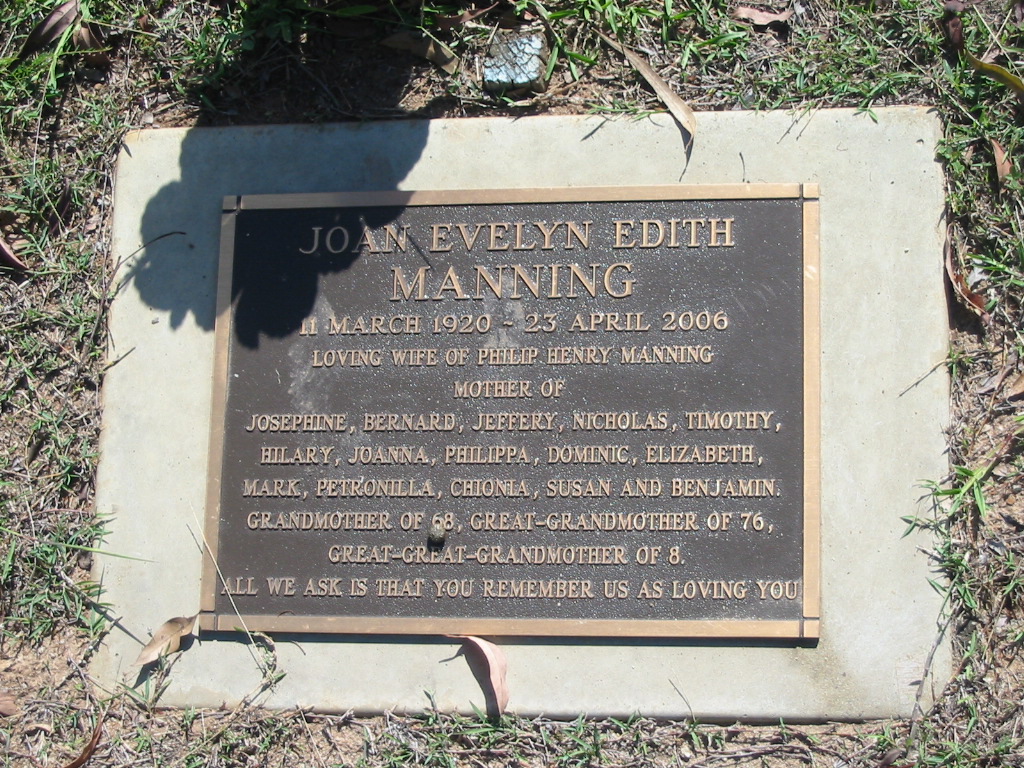 JOAN EVELYN EDITH
MANNING
11 MARCH 1920 - 23 APRIL 2006
LOVING WIFE OF PHILIP HENRY MANNING
MOTHER OF
JOSEPHINE, BERNARD, JEFFERY, NICHOLAS, TIMOTHY,
HILARY, JOANNA, PHILIPPA, DOMINIC, ELIZABETH,
MARK, PETRONILLA, CHIONIA, SUSAN AND BENJAMIN.
GRANDMOTHER OF 68, GREAT-GRANDMOTHER OF 76,
GREAT-GREAT-GRANDMOTHER OF 8.
ALL WE ASK IS THAT YOU REMEMBER US AS LOVING YOU